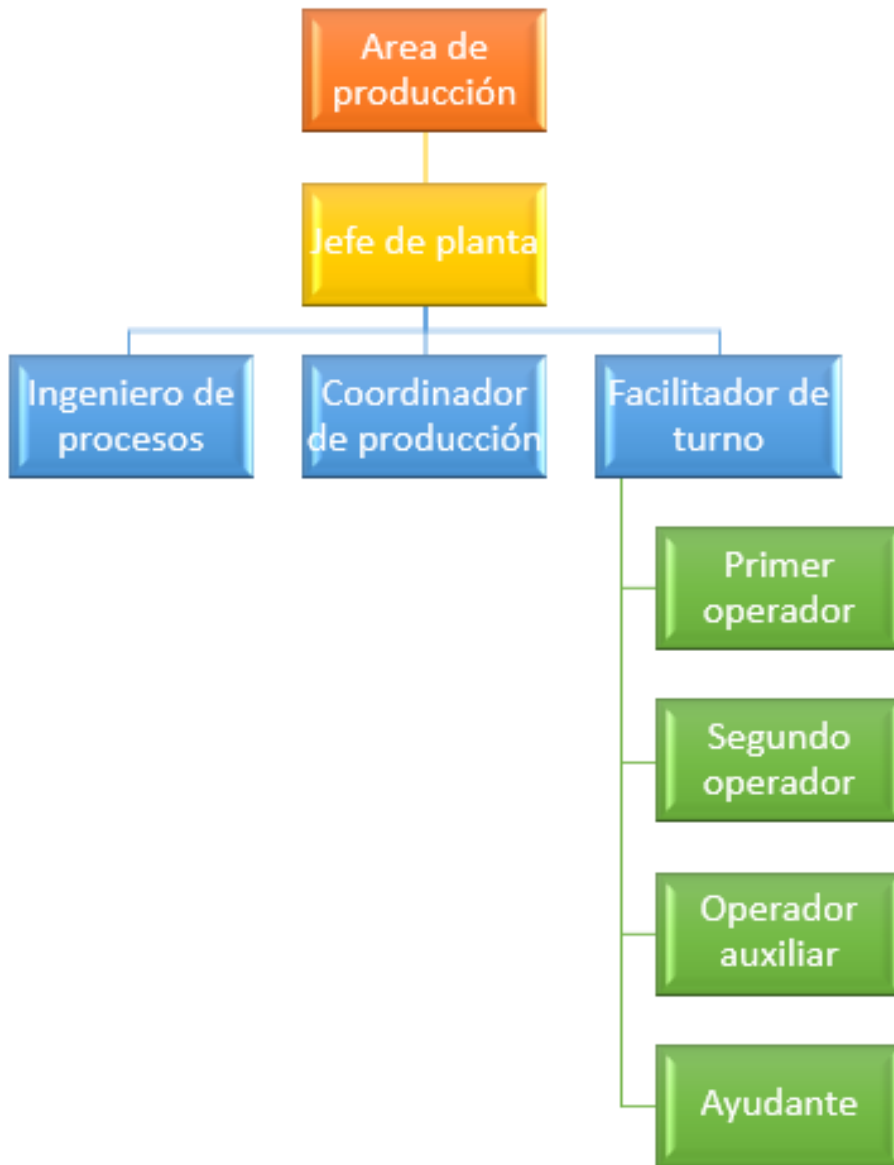 Area de
producción
Jefe de planta
Ingeniero de
procesos
Coordinador
de producción
Facilitador de
turno
Primer
operador
Segundo
operador
Operador
auxiliar
Ayudante